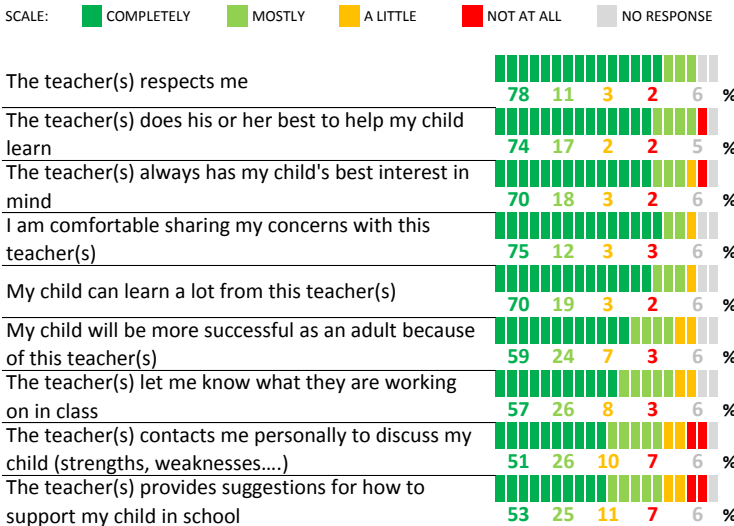 SCALE: COMPLETELY MOSTLY A LITTLE NOT AT ALL NO RESPONSE
The teacher(s) respects me
78 11 3 2 6 %
The teacher(s) does his or her best to help my child
learn
74 17 2 2 5 %
The teacher(s) always has my child's best interest in
mind
70 18 3 2 6 %
I am comfortable sharing my concerns with this
teacher(s)
75 12 3 3 6 %
My child can learn a lot from this teacher(s)
70 19 3 2 6 %
My child will be more successful as an adult because
of this teacher(s)
59 24 7 3 6 %
The teacher(s) let me know what they are working
on in class
57 26 8 3 6 %
The teacher(s) contacts me personally to discuss my
child (strengths, weaknesses....)
51 26 10 7 6 %
The teacher(s) provides suggestions for how to
support my child in school
53 25 11 7 6 %